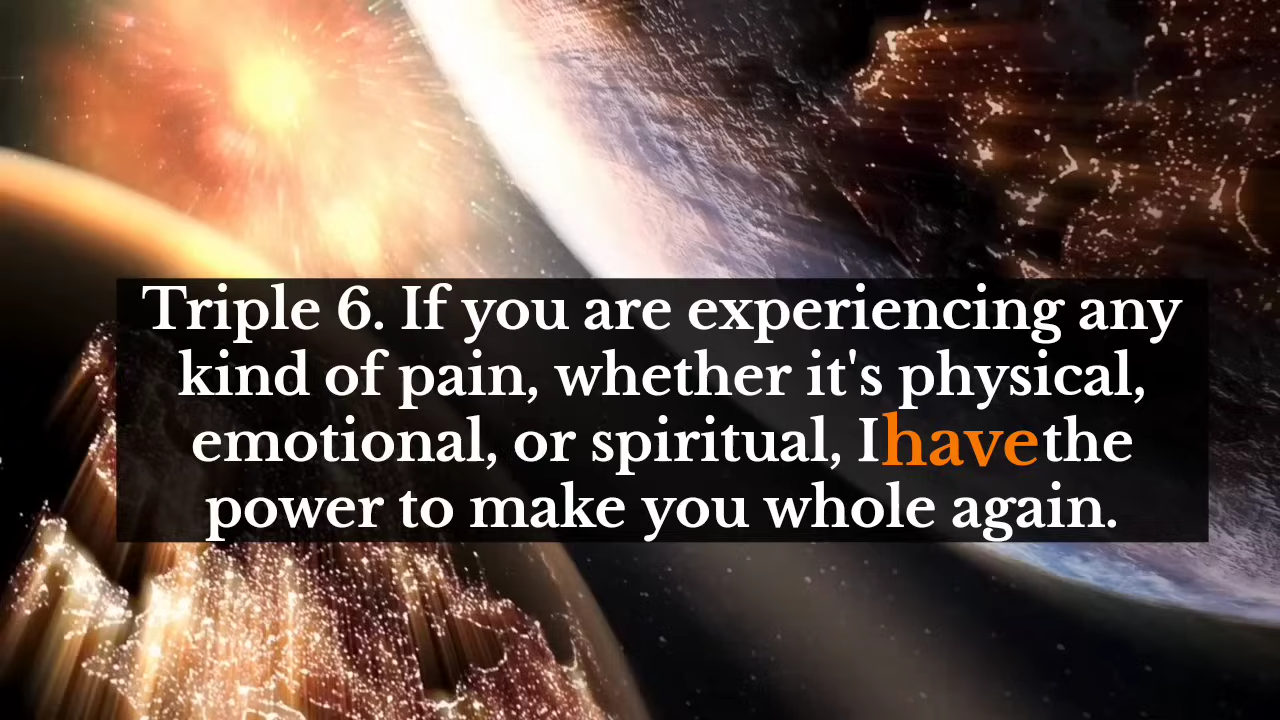 Triple 6. If you are experiencing any
kind of pain, whether it's physical,
emotional, or spiritual, I have the
power to make you whole again.